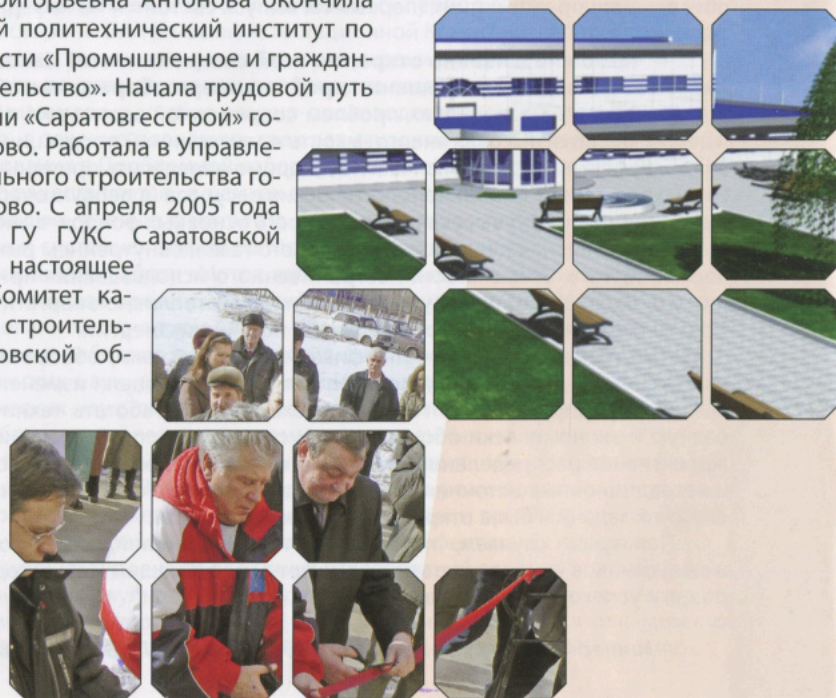 игорьевна Антонова окончила
й политехнический институт по
сти «Промышленное и граждан-
ельство». Начала трудовой путь
ии «Саратовгесстрой» го-
ово. Работала в Управле-
льного строительства го-
ово. С апреля 2005 года
ГУ ГУКС Саратовской
настоящее
Комитет ка-
строитель-
овской об-